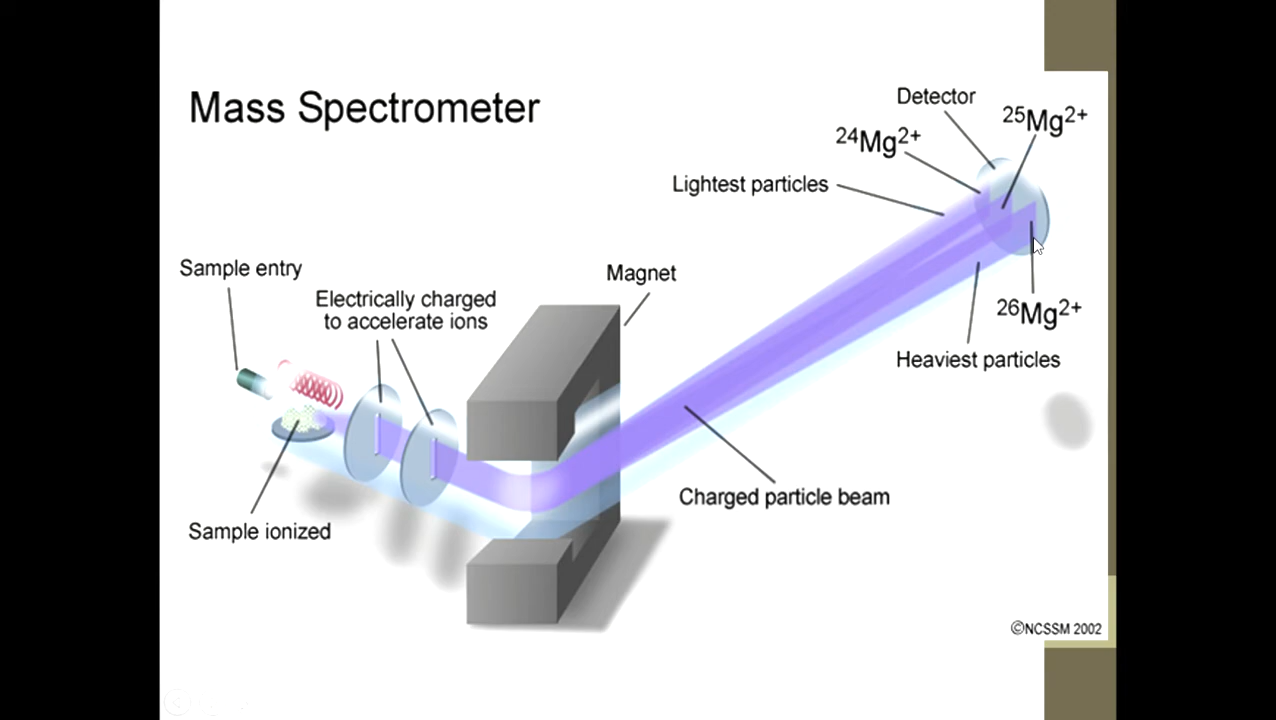 Mass Spectrometer
Detector
²⁵Mg²⁺
²⁴Mg²⁺
Lightest particles
Sample entry
Magnet
Electrically charged
to accelerate ions
²⁶Mg²⁺
Heaviest particles
Charged particle beam
Sample ionized
©NCSSM 2002